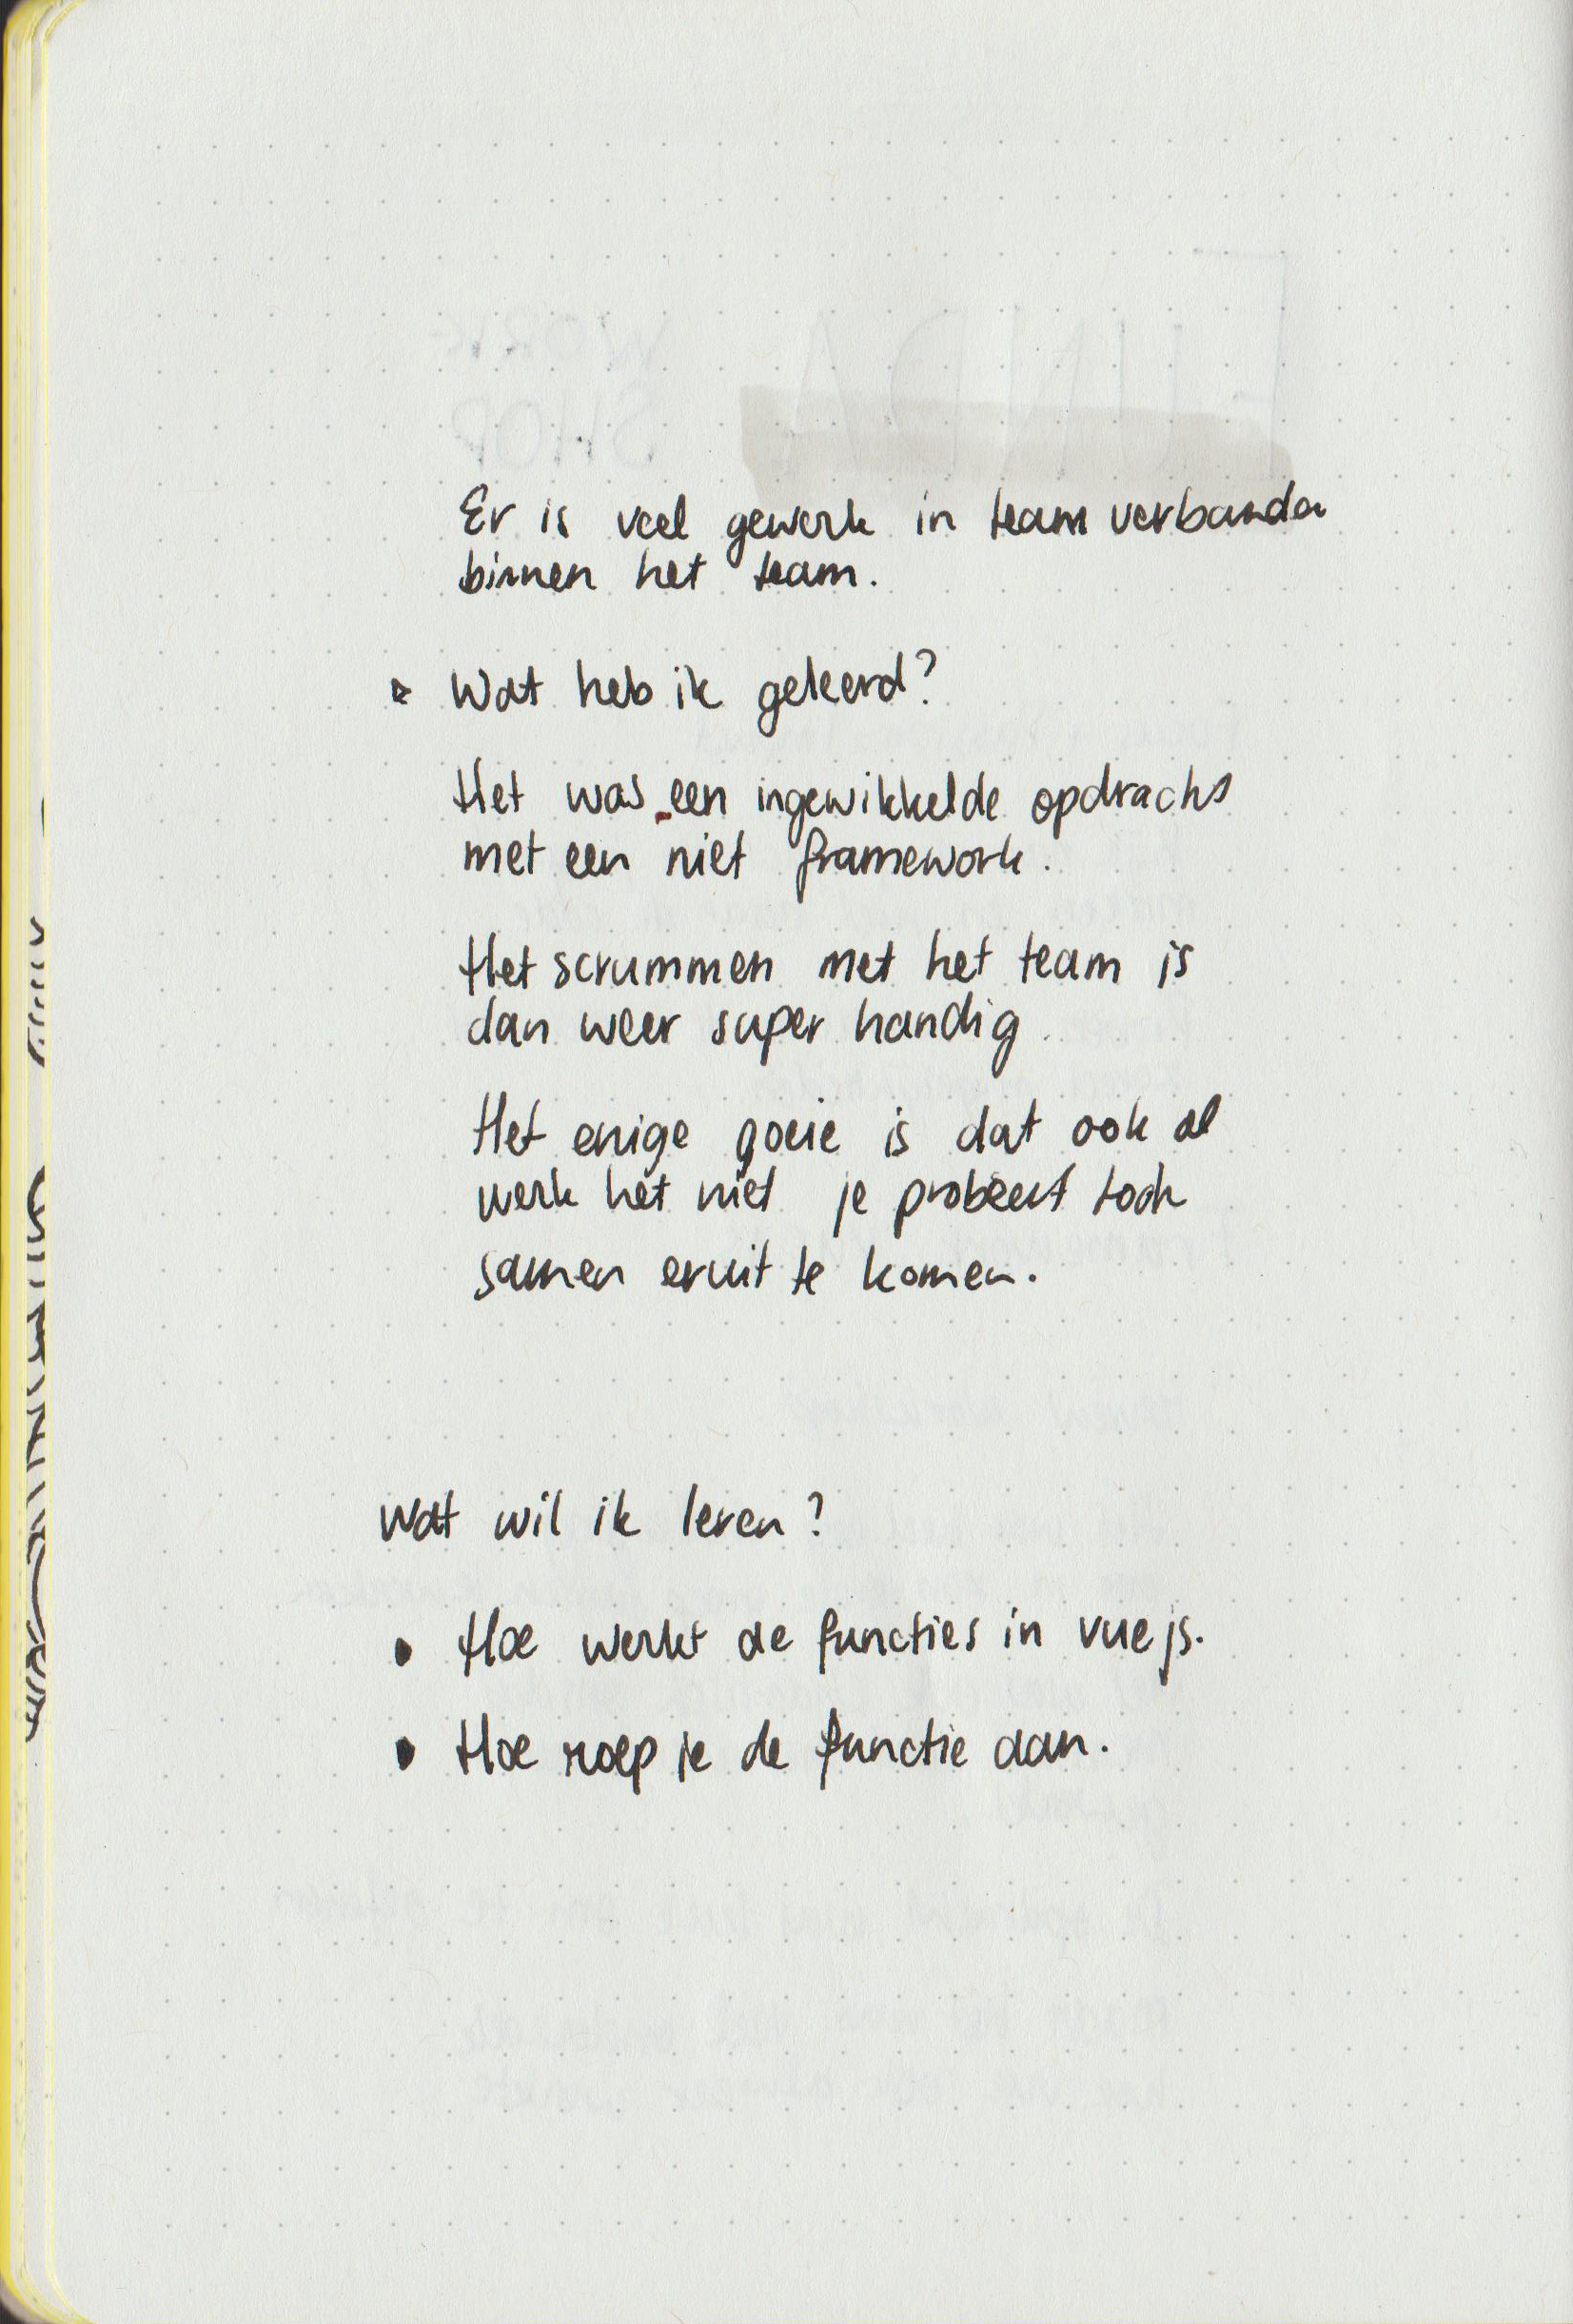 Er is veel gewerk in team verbanden
binnen het team.
Wat heb ik geleerd?
Het was een ingewikkelde opdracht
met een niet framework.
Het scrummen met het team is
dan weer super handig.
Het enige goeie is dat ook al
werk het niet je probeert toch
samen eruit te komen.
Wat wil ik leren?
• Hoe werkt de functies in vue js.
• Hoe roep je de functie aan.